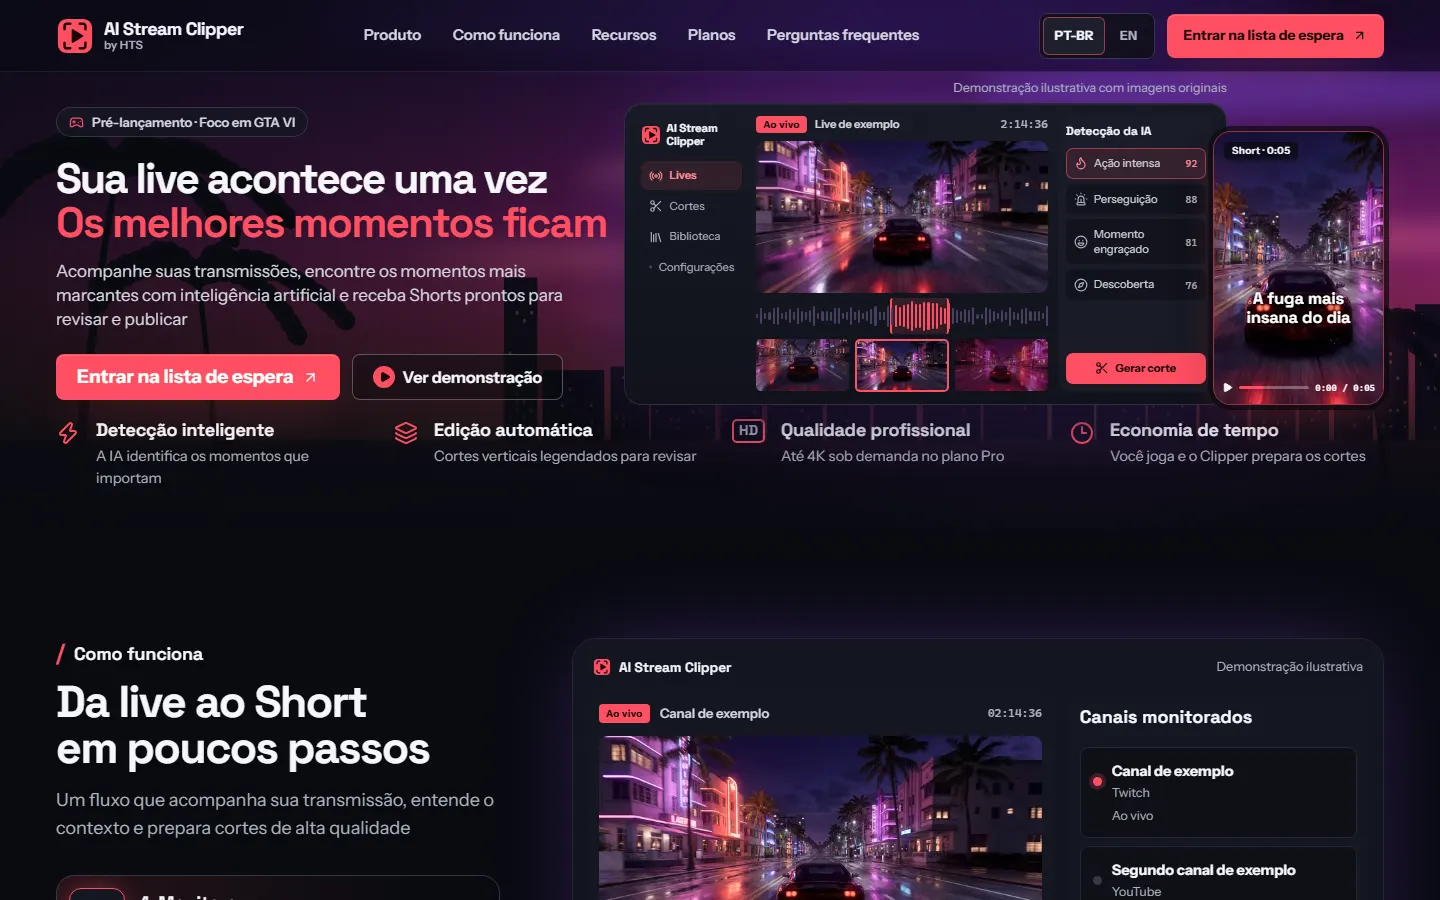 AI Stream Clipper
by HTS
Produto
Como funciona
Recursos
Planos
Perguntas frequentes
PT-BR
EN
Entrar na lista de espera
Demonstração ilustrativa com imagens originais
Pré-lançamento · Foco em GTA VI
Sua live acontece uma vez
Os melhores momentos ficam
Acompanhe suas transmissões, encontre os momentos mais
marcantes com inteligência artificial e receba Shorts prontos para
revisar e publicar
Entrar na lista de espera
Ver demonstração
AI Stream
Clipper
Lives
Cortes
Biblioteca
Configurações
Ao vivo
Live de exemplo
2:14:36
Detecção da IA
Ação intensa
92
Perseguição
88
Momento
engraçado
81
Descoberta
76
Gerar corte
Short · 0:05
A fuga mais
insana do dia
0:00 / 0:05
Detecção inteligente
A IA identifica os momentos que
importam
Edição automática
Cortes verticais legendados para revisar
HD
Qualidade profissional
Até 4K sob demanda no plano Pro
Economia de tempo
Você joga e o Clipper prepara os cortes
/ Como funciona
Da live ao Short
em poucos passos
Um fluxo que acompanha sua transmissão, entende o
contexto e prepara cortes de alta qualidade
AI Stream Clipper
Demonstração ilustrativa
Ao vivo
Canal de exemplo
02:14:36
Canais monitorados
Canal de exemplo
Twitch
Ao vivo
Segundo canal de exemplo
YouTube